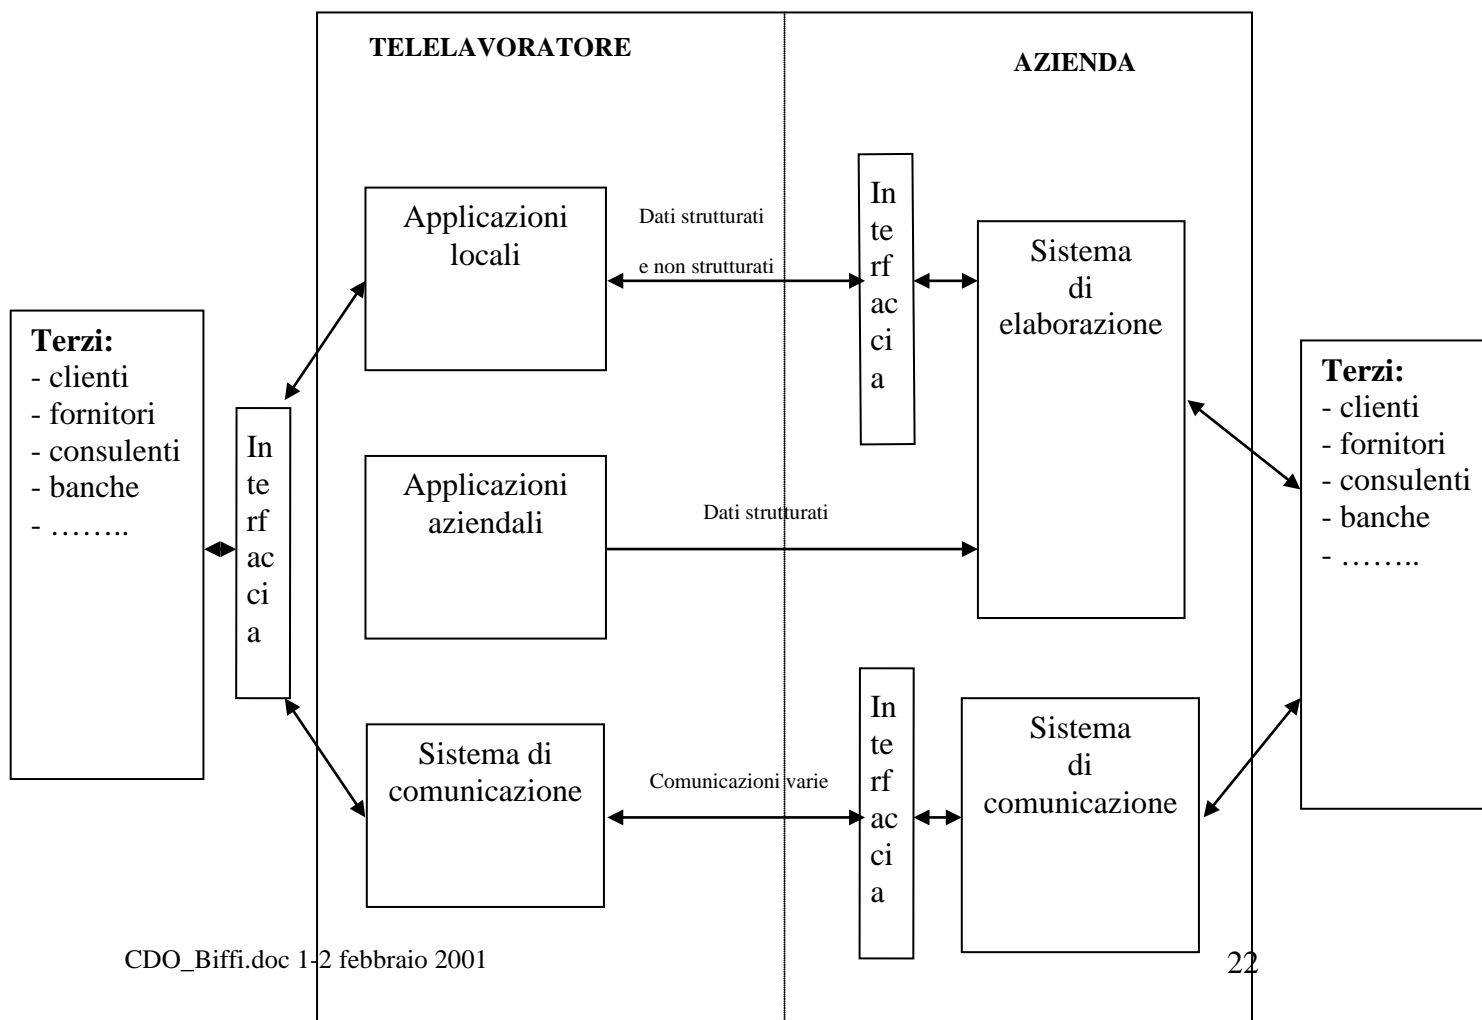 TELELAVORATORE
AZIENDA
Applicazioni
locali
Dati strutturati
e non strutturati
In
te
rf
ac
ci
a
Sistema
di
elaborazione
Terzi:
- clienti
- fornitori
- consulenti
- banche
- ……..
In
te
rf
ac
ci
a
Applicazioni
aziendali
Dati strutturati
Terzi:
- clienti
- fornitori
- consulenti
- banche
- ……..
Sistema di
comunicazione
Comunicazioni varie
In
te
rf
ac
ci
a
Sistema
di
comunicazione
CDO_Biffi.doc 1-2 febbraio 2001
22